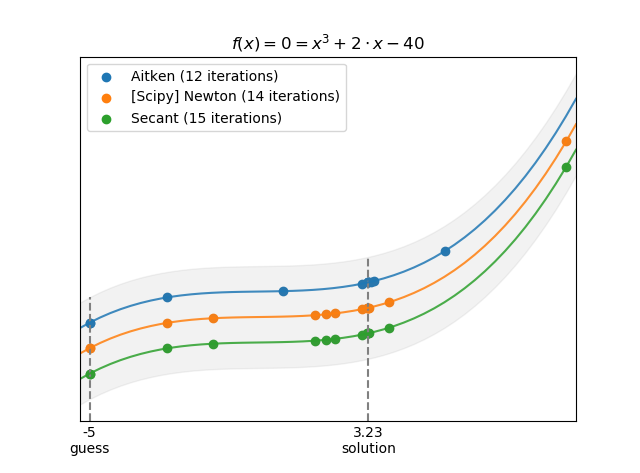 f(x) = 0 = x³ + 2 · x − 40
Aitken (12 iterations)
[Scipy] Newton (14 iterations)
Secant (15 iterations)
-5
guess
3.23
solution